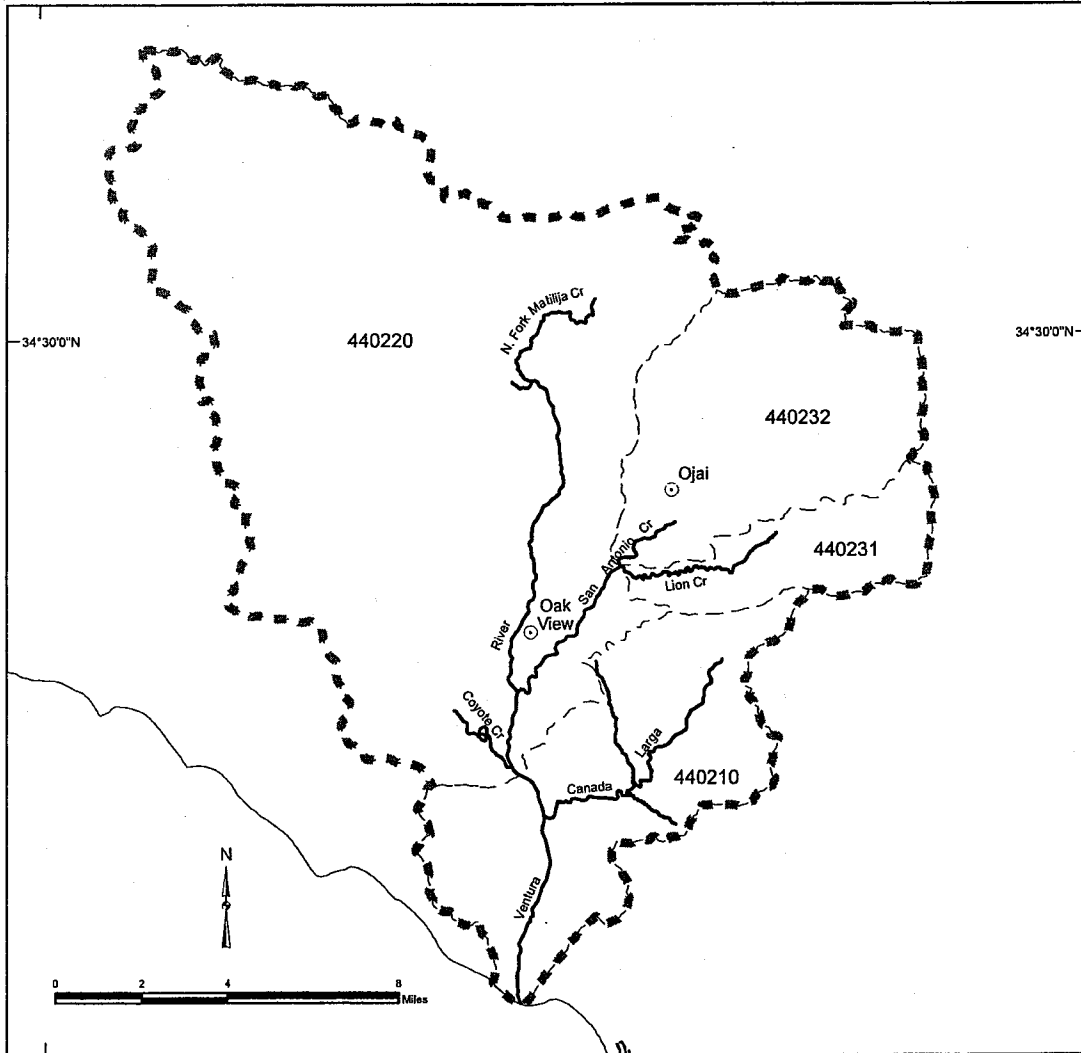 N. Fork Matilija Cr
34°30'0"N
440220
34°30'0"N
440232
Ojai
San Antonio Cr
440231
Lion Cr
Oak
View
River
Coyote Cr
Larga
440210
Canada
N
Ventura
0 2 4 8
Miles